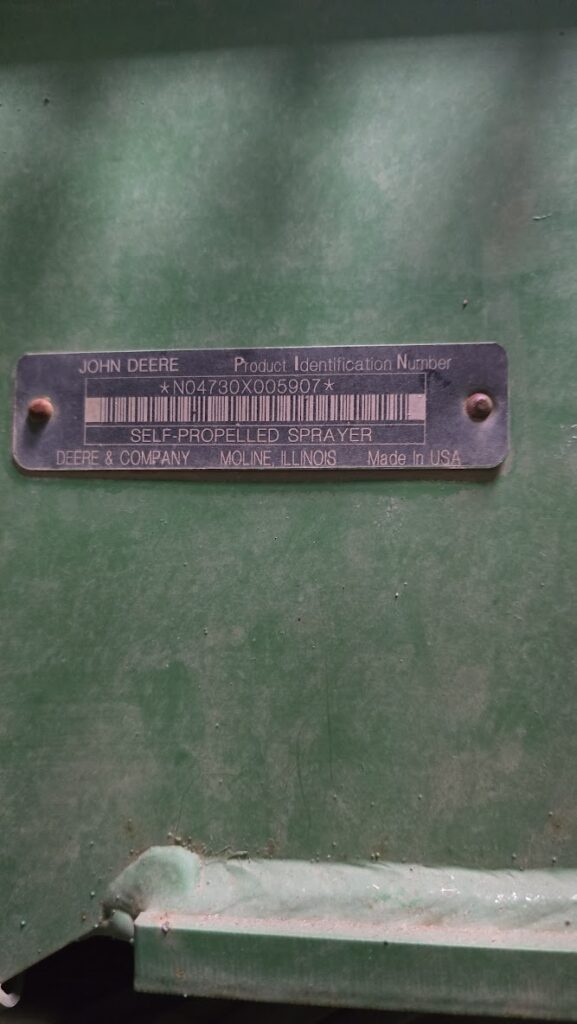 JOHN DEERE Product Identification Number
*N04730X005907*
SELF-PROPELLED SPRAYER
DEERE & COMPANY MOLINE, ILLINOIS Made In USA